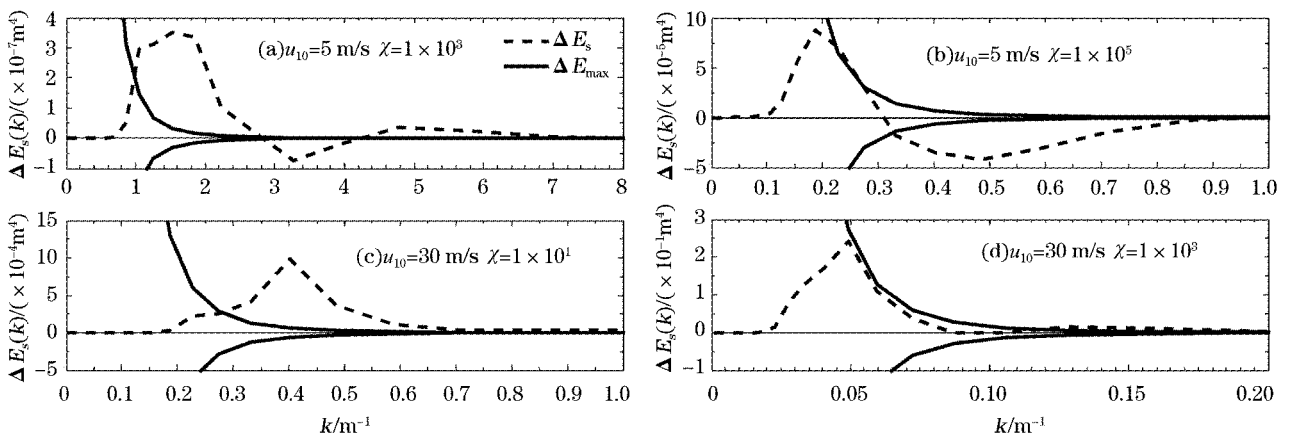 ΔE_s(k)/(×10⁻⁷m⁴)
4
3
2
1
0
−1
(a)u₁₀=5 m/s χ=1×10³
ΔE_s
ΔE_max
0 1 2 3 4 5 6 7 8
ΔE_s(k)/(×10⁻⁵m⁴)
10
5
0
−5
(b)u₁₀=5 m/s χ=1×10⁵
0 0.1 0.2 0.3 0.4 0.5 0.6 0.7 0.8 0.9 1.0
ΔE_s(k)/(×10⁻⁴m⁴)
15
10
5
0
−5
(c)u₁₀=30 m/s χ=1×10¹
0 0.1 0.2 0.3 0.4 0.5 0.6 0.7 0.8 0.9 1.0
k/m⁻¹
ΔE_s(k)/(×10⁻¹m⁴)
3
2
1
0
−1
(d)u₁₀=30 m/s χ=1×10³
0 0.05 0.10 0.15 0.20
k/m⁻¹